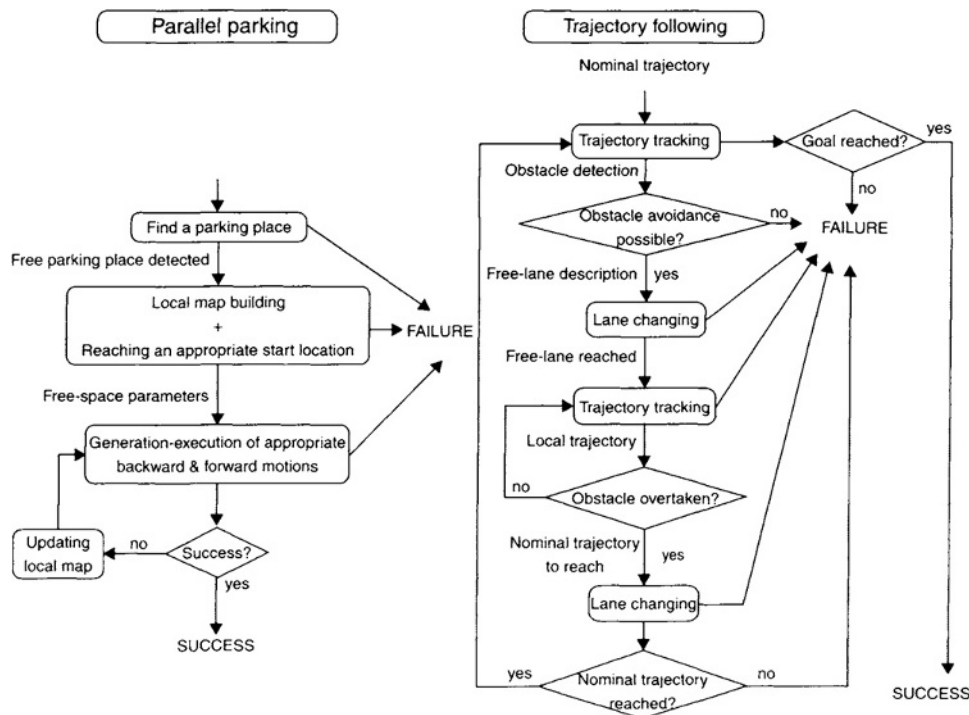 Parallel parking
Find a parking place
Free parking place detected
Local map building
+
Reaching an appropriate start location
FAILURE
Free-space parameters
Generation-execution of appropriate
backward & forward motions
Updating
local map
no
Success?
yes
SUCCESS
Trajectory following
Nominal trajectory
Trajectory tracking
Goal reached?
yes
no
Obstacle detection
Obstacle avoidance
possible?
no
FAILURE
Free-lane description
yes
Lane changing
Free-lane reached
Trajectory tracking
Local trajectory
no
Obstacle overtaken?
Nominal trajectory
to reach
yes
Lane changing
yes
Nominal trajectory
reached?
no
SUCCESS